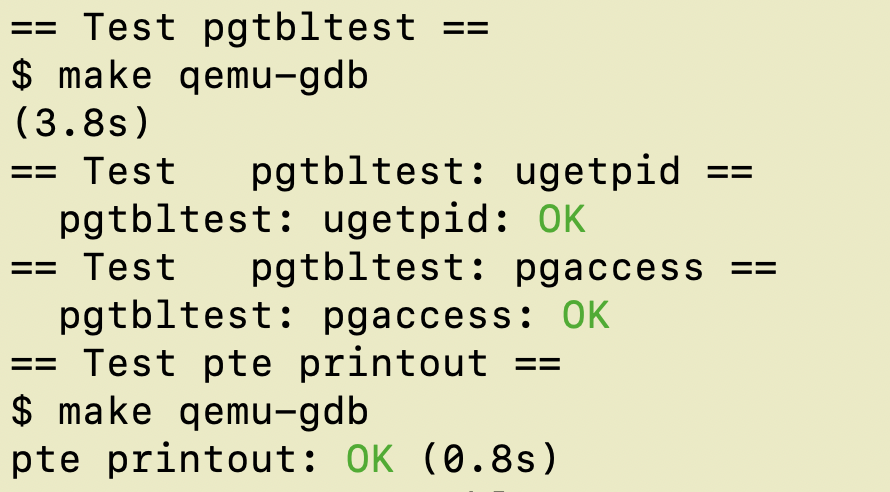 == Test pgtbltest ==
$ make qemu-gdb
(3.8s)
== Test   pgtbltest: ugetpid ==
  pgtbltest: ugetpid: OK
== Test   pgtbltest: pgaccess ==
  pgtbltest: pgaccess: OK
== Test pte printout ==
$ make qemu-gdb
pte printout: OK (0.8s)